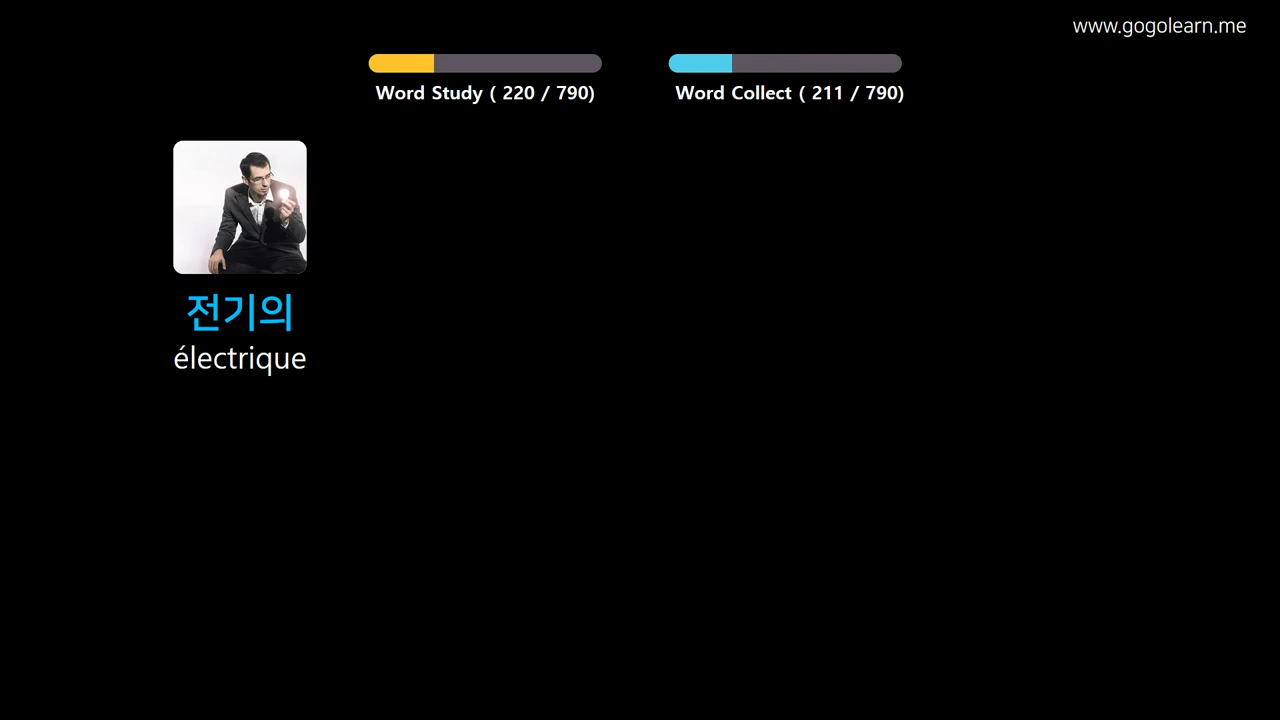 www.gogolearn.me
Word Study ( 220 / 790)
Word Collect ( 211 / 790)
전기의
électrique